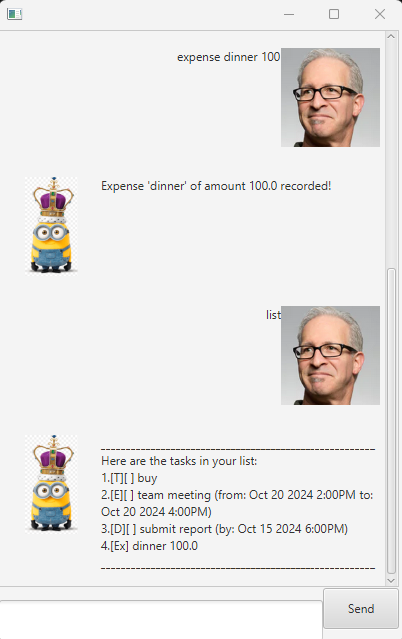 expense dinner 100
Expense 'dinner' of amount 100.0 recorded!
list
____________________________________________________________
Here are the tasks in your list:
1.[T][ ] buy
2.[E][ ] team meeting (from: Oct 20 2024 2:00PM to:
Oct 20 2024 4:00PM)
3.[D][ ] submit report (by: Oct 15 2024 6:00PM)
4.[Ex] dinner 100.0
____________________________________________________________
Send